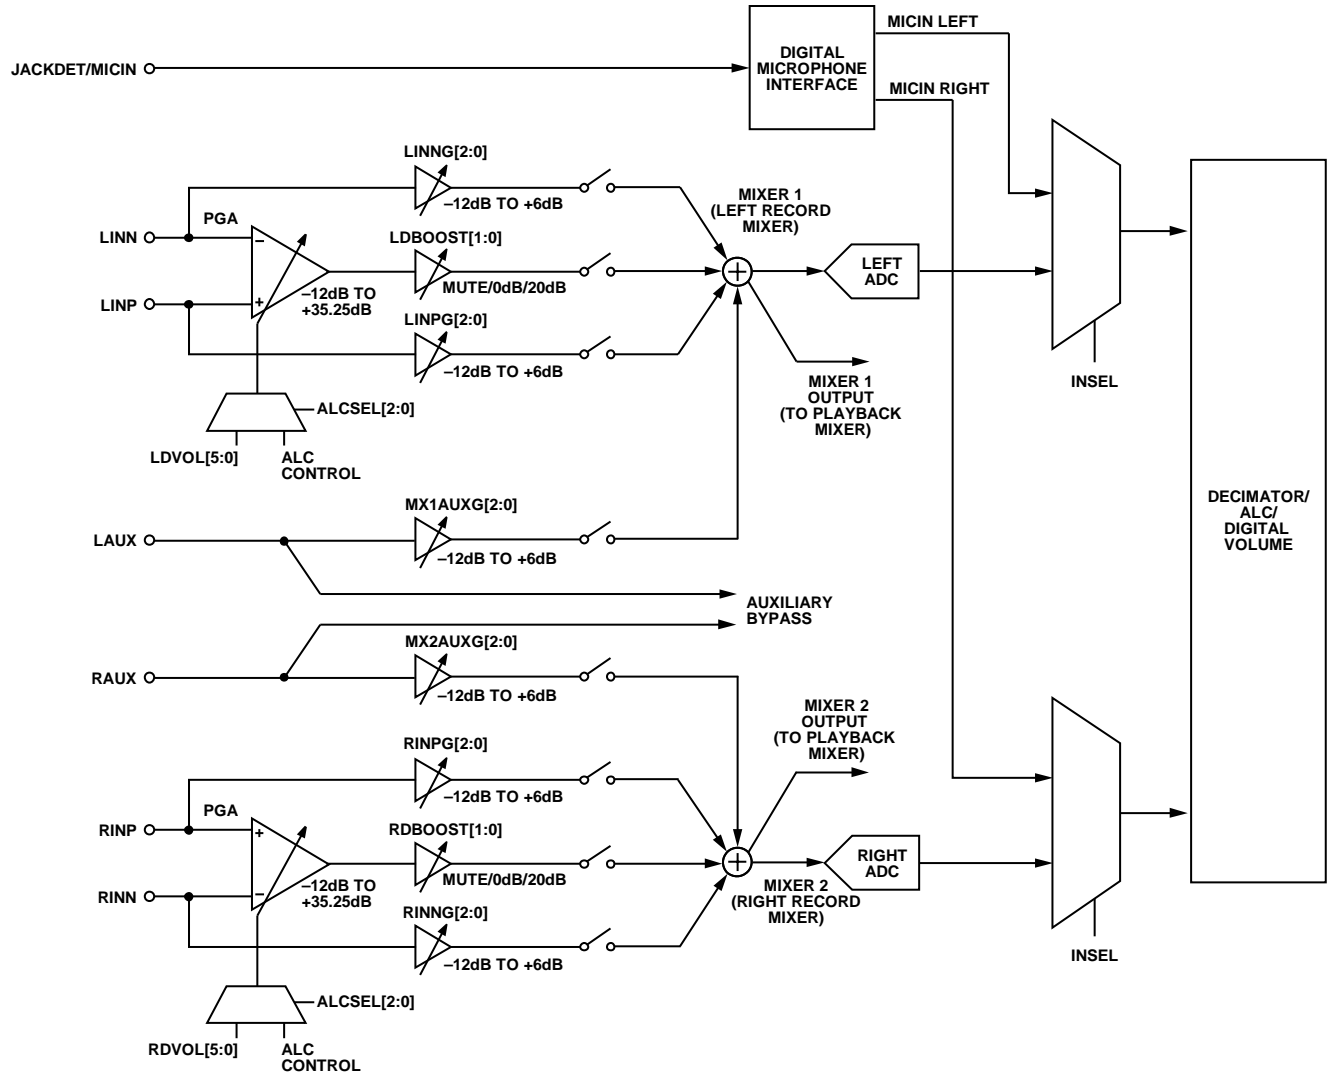 MICIN LEFT
JACKDET/MICIN
DIGITAL
MICROPHONE
INTERFACE
MICIN RIGHT
LINNG[2:0]
–12dB TO +6dB
PGA
LINN
–
LDBOOST[1:0]
MUTE/0dB/20dB
LINP
+
–12dB TO
+35.25dB
LINPG[2:0]
–12dB TO +6dB
ALCSEL[2:0]
LDVOL[5:0]
ALC
CONTROL
MIXER 1
(LEFT RECORD
MIXER)
+
LEFT
ADC
MIXER 1
OUTPUT
(TO PLAYBACK
MIXER)
INSEL
MX1AUXG[2:0]
LAUX
–12dB TO +6dB
AUXILIARY
BYPASS
MX2AUXG[2:0]
RAUX
–12dB TO +6dB
DECIMATOR/
ALC/
DIGITAL
VOLUME
MIXER 2
OUTPUT
(TO PLAYBACK
MIXER)
RINPG[2:0]
–12dB TO +6dB
PGA
RINP
+
RDBOOST[1:0]
MUTE/0dB/20dB
RINN
–
–12dB TO
+35.25dB
RINNG[2:0]
–12dB TO +6dB
+
RIGHT
ADC
MIXER 2
(RIGHT RECORD
MIXER)
INSEL
ALCSEL[2:0]
RDVOL[5:0]
ALC
CONTROL